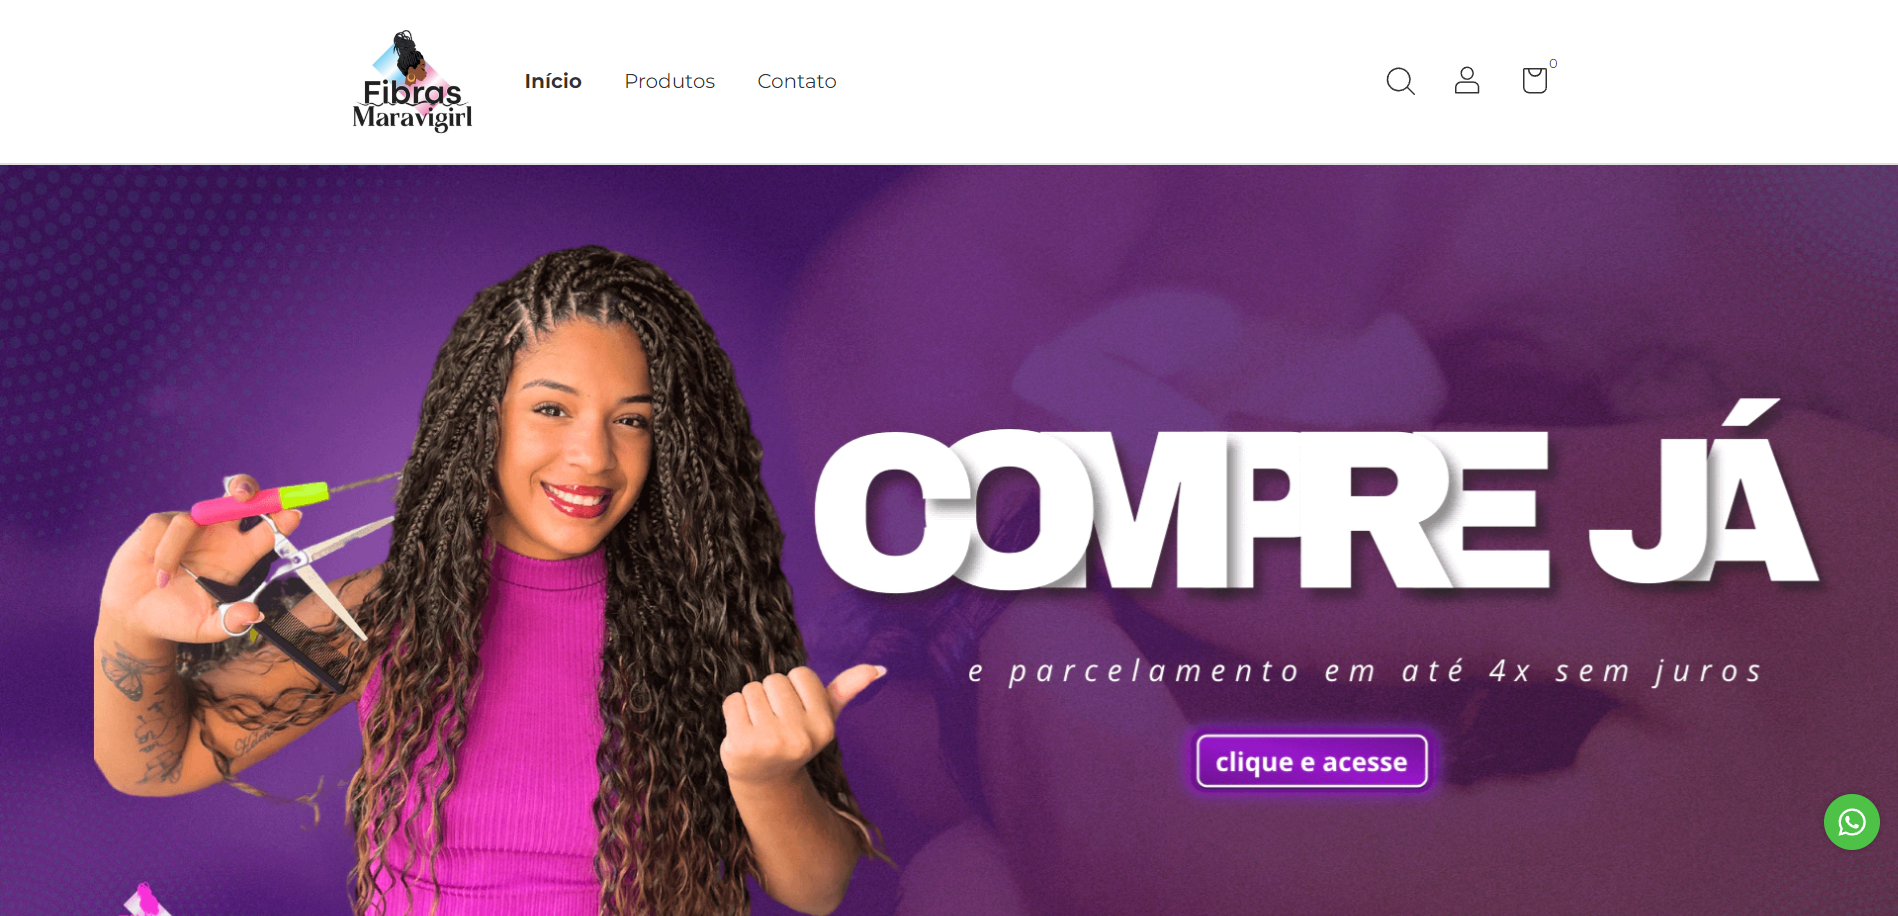 Fibras
Maravigirl
Início
Produtos
Contato
0
COMPRE JÁ
e parcelamento em até 4x sem juros
clique e acesse